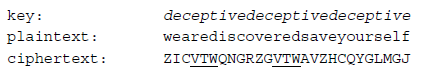 key: deceptivedeceptivedeceptive
plaintext: wearediscoveredsaveyourself
ciphertext: ZICVTWQNGRZGVTWAVZHCQYGLMGJ